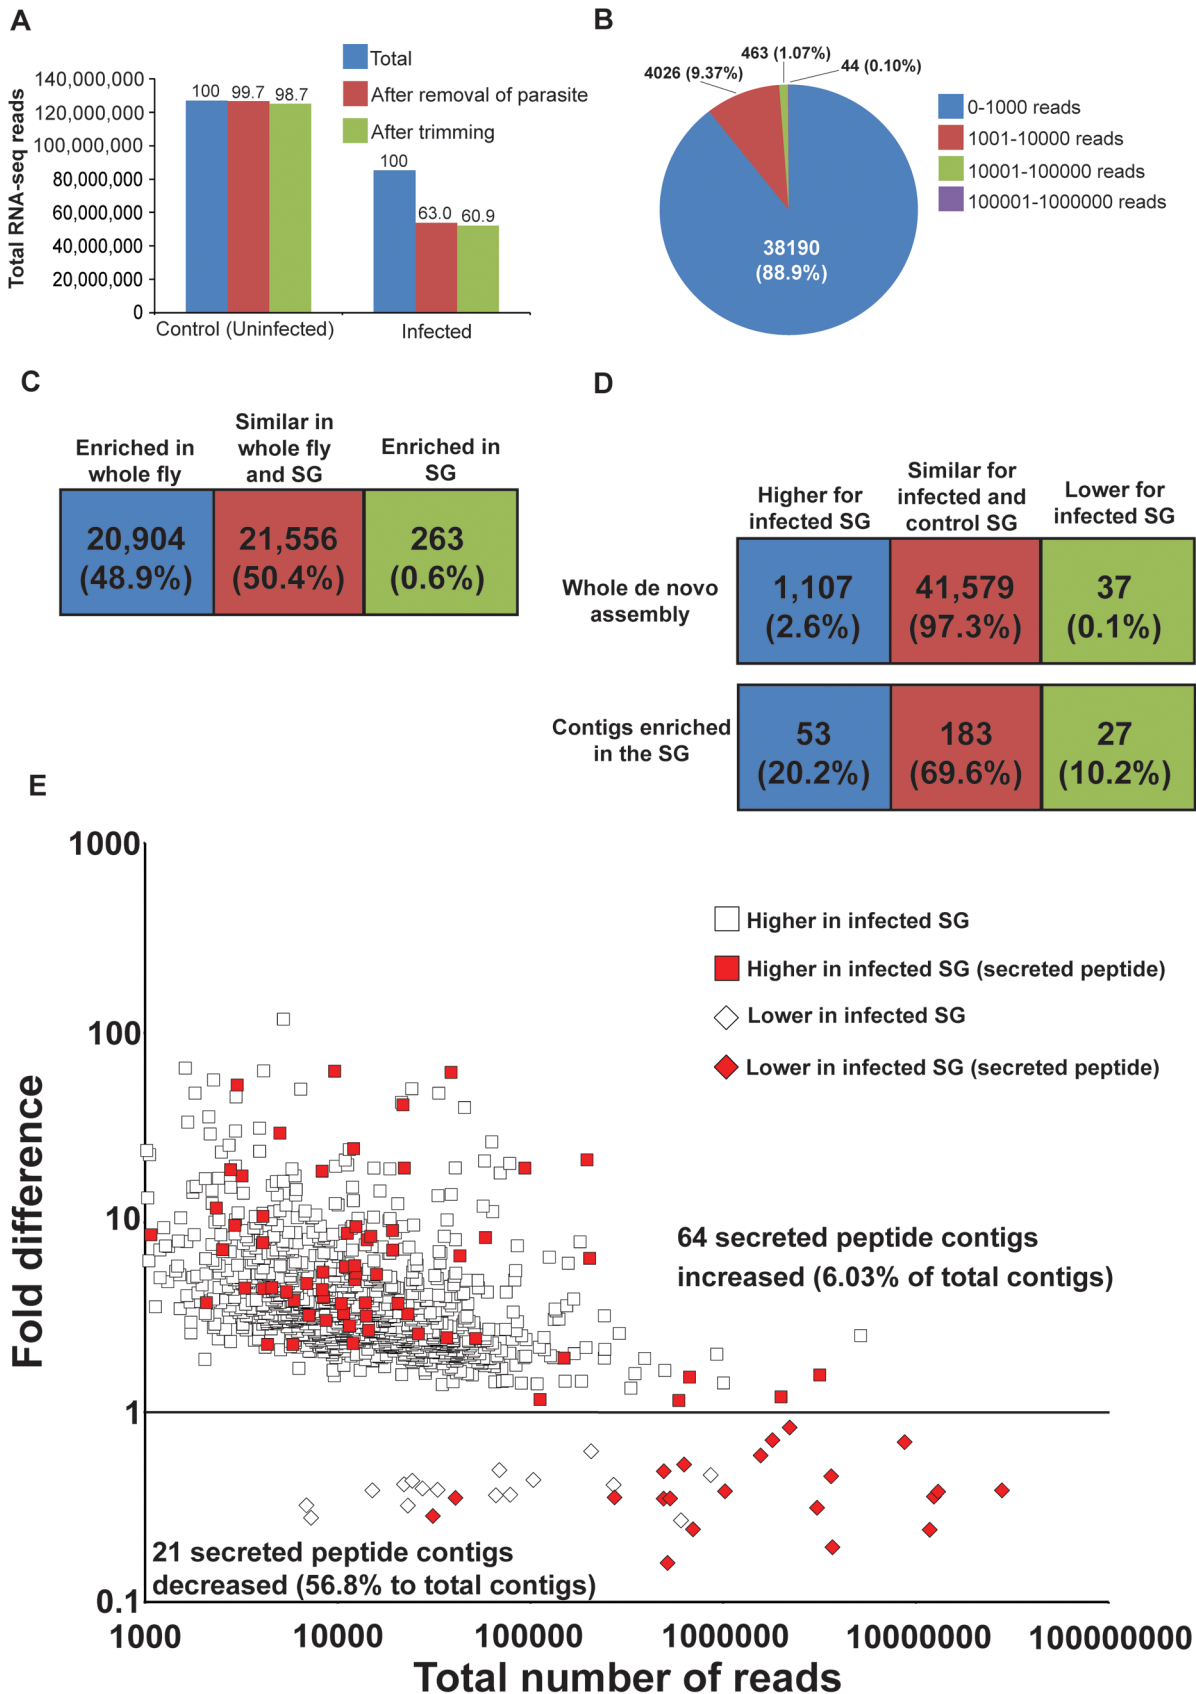 A
Total
After removal of parasite
After trimming
Total RNA-seq reads
140,000,000
120,000,000
100,000,000
80,000,000
60,000,000
40,000,000
20,000,000
0
100 99.7 98.7
100
63.0 60.9
Control (Uninfected)
Infected
B
463 (1.07%)
4026 (9.37%)
44 (0.10%)
38190
(88.9%)
0-1000 reads
1001-10000 reads
10001-100000 reads
100001-1000000 reads
C
Enriched in
whole fly
Similar in
whole fly
and SG
Enriched in
SG
20,904
(48.9%)
21,556
(50.4%)
263
(0.6%)
D
Higher for
infected SG
Similar for
infected and
control SG
Lower for
infected SG
Whole de novo
assembly
1,107
(2.6%)
41,579
(97.3%)
37
(0.1%)
Contigs enriched
in the SG
53
(20.2%)
183
(69.6%)
27
(10.2%)
E
Fold difference
1000
100
10
1
0.1
Higher in infected SG
Higher in infected SG (secreted peptide)
Lower in infected SG
Lower in infected SG (secreted peptide)
64 secreted peptide contigs
increased (6.03% of total contigs)
21 secreted peptide contigs
decreased (56.8% to total contigs)
1000 10000 100000 1000000 10000000 100000000
Total number of reads